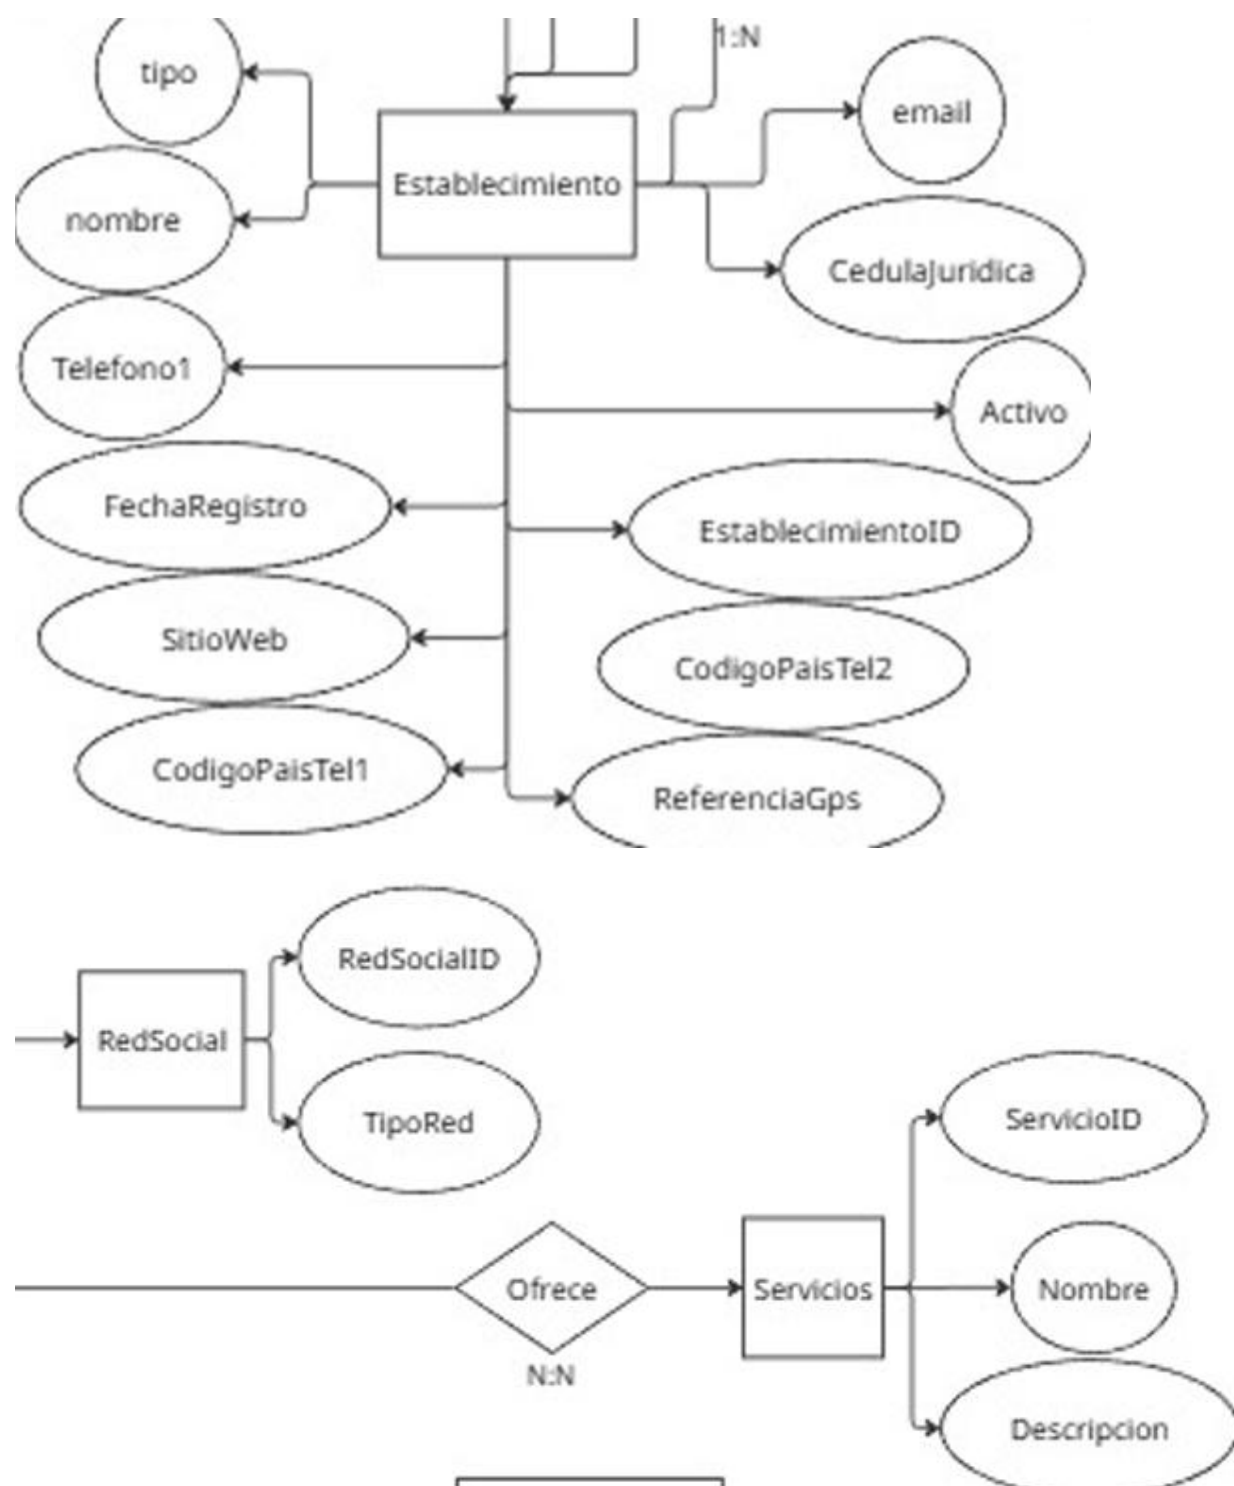 1:N
tipo
email
Establecimiento
nombre
CedulaJuridica
Telefono1
Activo
FechaRegistro
EstablecimientoID
SitioWeb
CodigoPaisTel2
CodigoPaisTel1
ReferenciaGps
RedSocialID
RedSocial
TipoRed
ServicioID
Ofrece
Servicios
Nombre
N:N
Descripcion